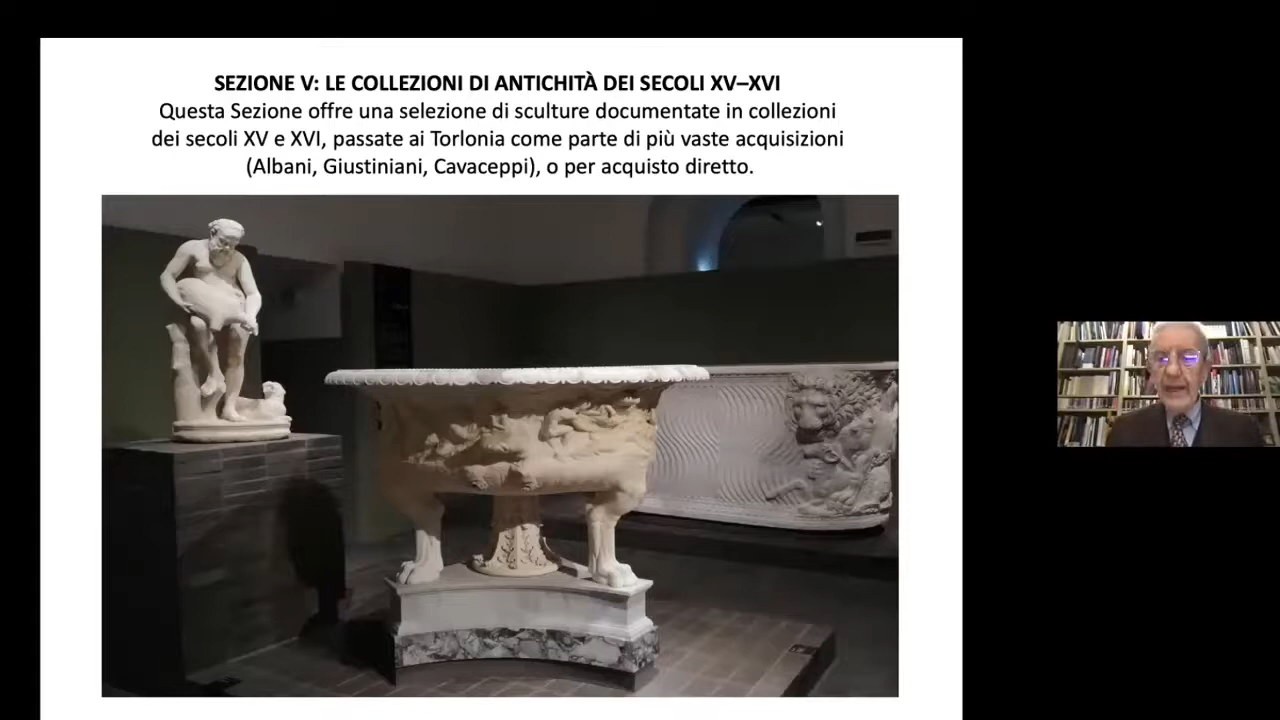 SEZIONE V: LE COLLEZIONI DI ANTICHITÀ DEI SECOLI XV–XVI
Questa Sezione offre una selezione di sculture documentate in collezioni
dei secoli XV e XVI, passate ai Torlonia come parte di più vaste acquisizioni
(Albani, Giustiniani, Cavaceppi), o per acquisto diretto.